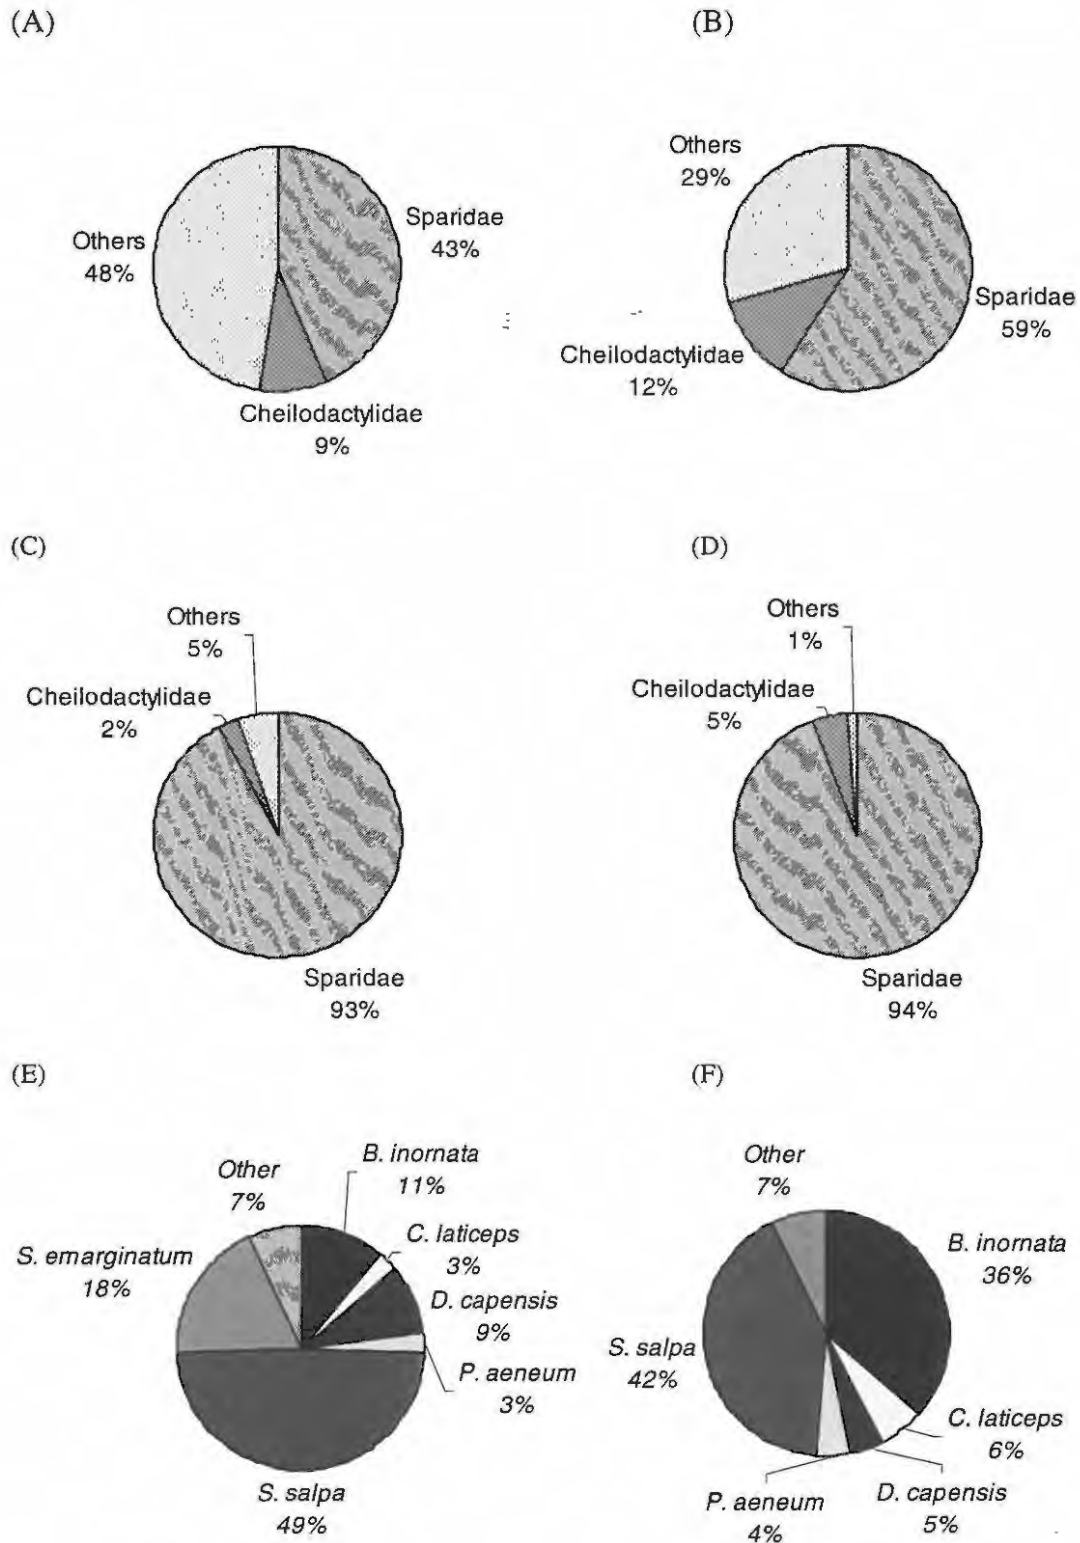 (A)
Others
48%
Sparidae
43%
Cheilodactylidae
9%
(B)
Others
29%
Sparidae
59%
Cheilodactylidae
12%
(C)
Others
5%
Cheilodactylidae
2%
Sparidae
93%
(D)
Others
1%
Cheilodactylidae
5%
Sparidae
94%
(E)
B. inornata
11%
Other
7%
C. laticeps
3%
S. emarginatum
18%
D. capensis
9%
P. aeneum
3%
S. salpa
49%
(F)
Other
7%
B. inornata
36%
S. salpa
42%
C. laticeps
6%
P. aeneum
4%
D. capensis
5%